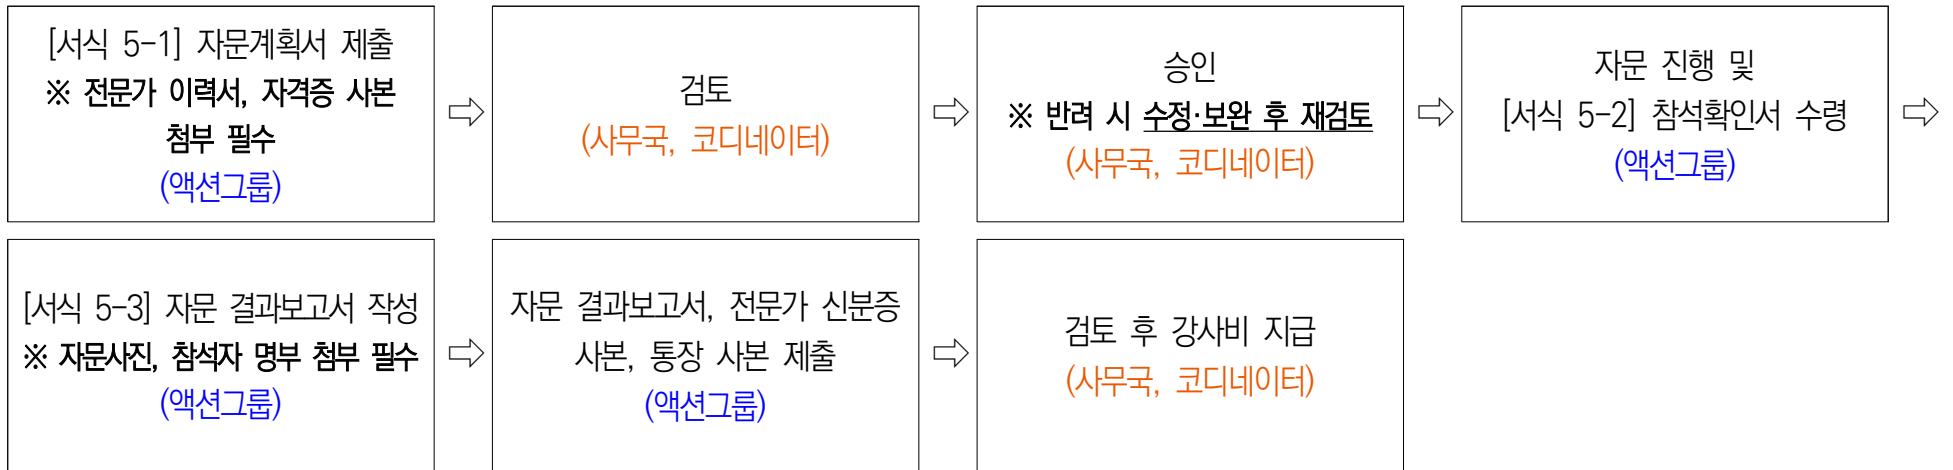 [서식 5-1] 자문계획서 제출
※ 전문가 이력서, 자격증 사본
첨부 필수
(액션그룹)
⇨
검토
(사무국, 코디네이터)
⇨
승인
※ 반려 시 수정·보완 후 재검토
(사무국, 코디네이터)
⇨
자문 진행 및
[서식 5-2] 참석확인서 수령
(액션그룹)
⇨
[서식 5-3] 자문 결과보고서 작성
※ 자문사진, 참석자 명부 첨부 필수
(액션그룹)
⇨
자문 결과보고서, 전문가 신분증
사본, 통장 사본 제출
(액션그룹)
⇨
검토 후 강사비 지급
(사무국, 코디네이터)